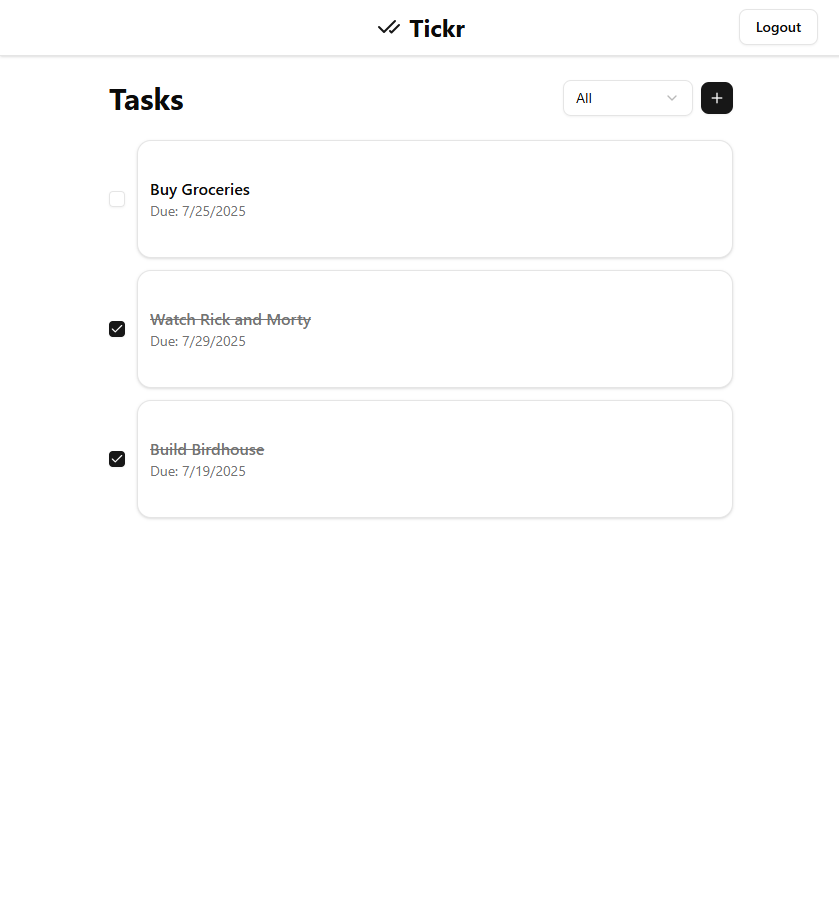 Tickr
Logout
Tasks
All
Buy Groceries
Due: 7/25/2025
Watch Rick and Morty
Due: 7/29/2025
Build Birdhouse
Due: 7/19/2025